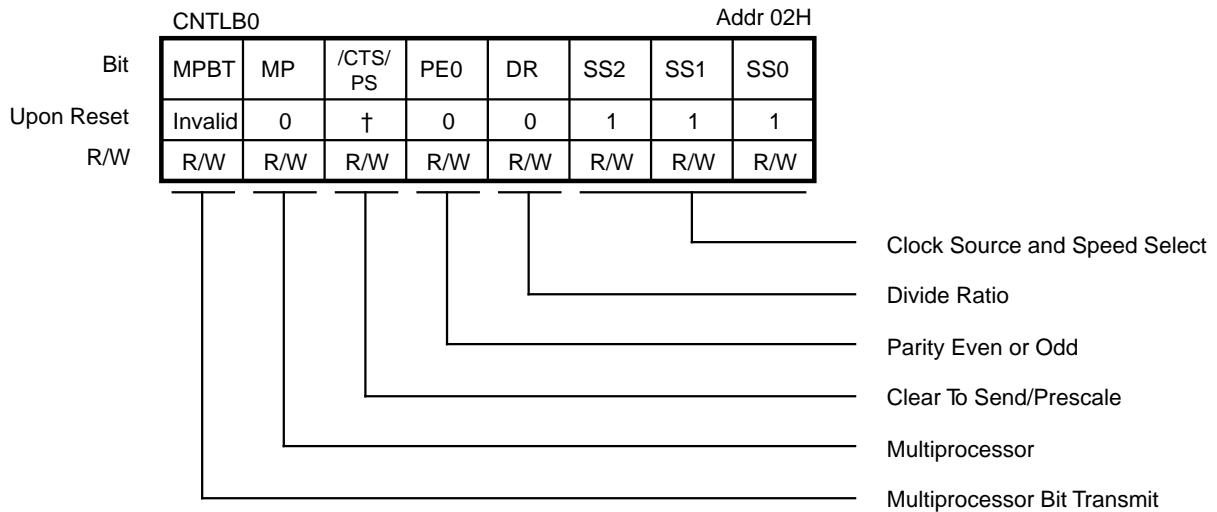 CNTLB0 Addr 02H
Bit MPBT MP /CTS/ PS PE0 DR SS2 SS1 SS0
Upon Reset Invalid 0 † 0 0 1 1 1
R/W R/W R/W R/W R/W R/W R/W R/W R/W
Clock Source and Speed Select
Divide Ratio
Parity Even or Odd
Clear To Send/Prescale
Multiprocessor
Multiprocessor Bit Transmit